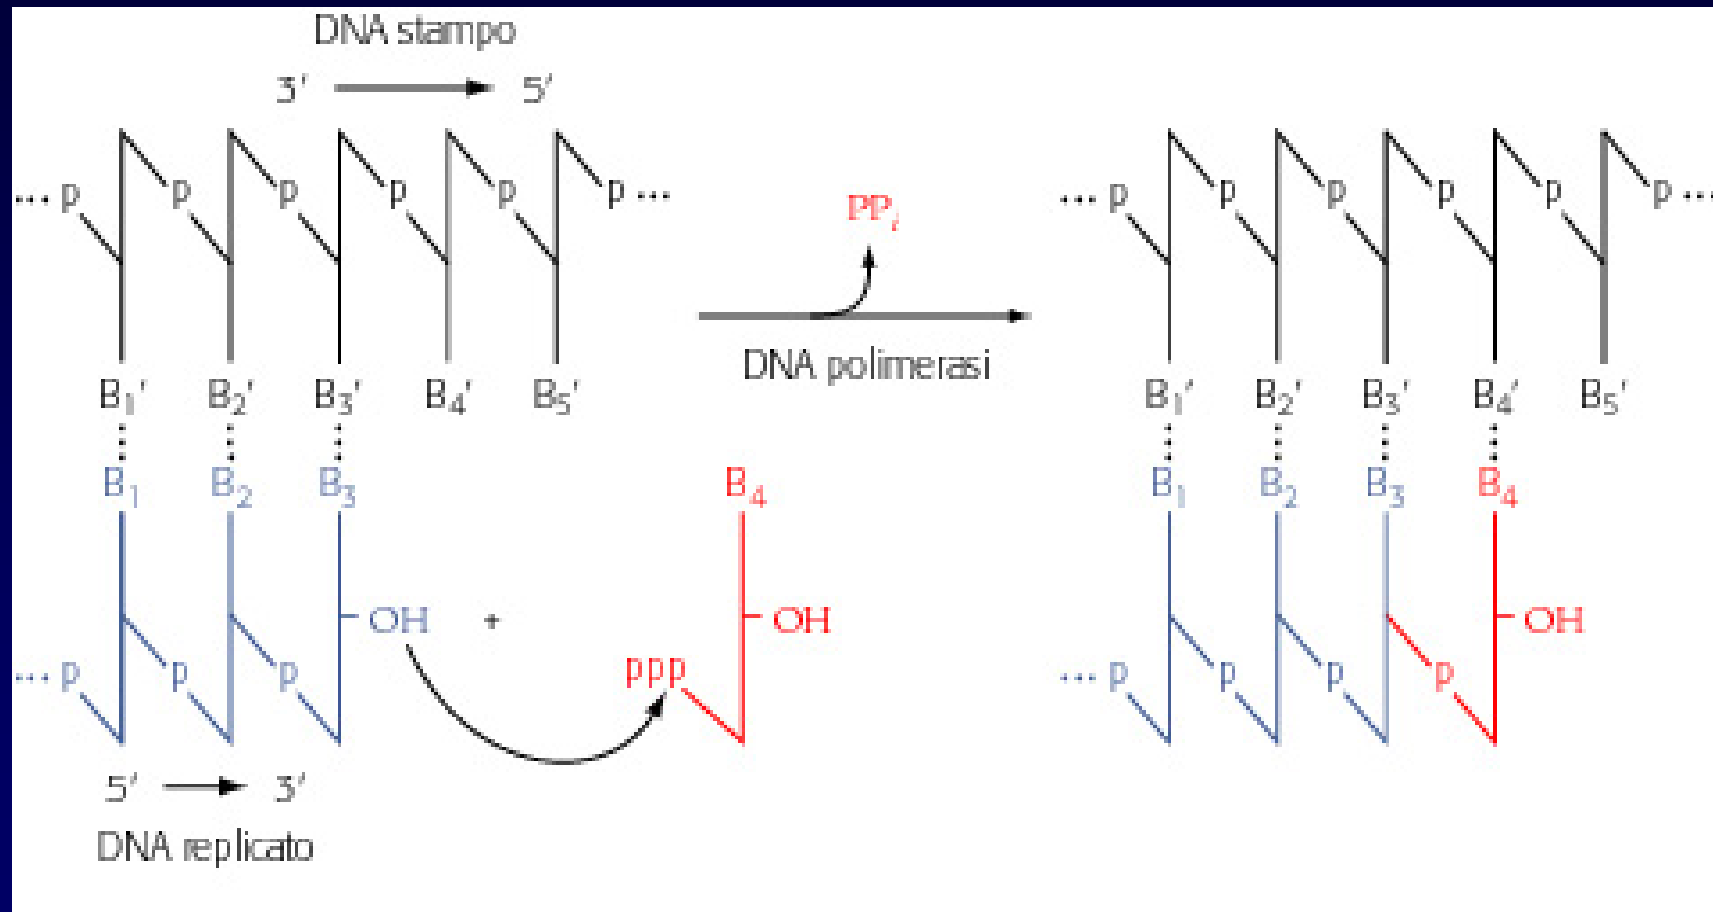 DNA stampo
3′ 5′
... p p p p p p ...
... p p p p p p ...
PPi
DNA polimerasi
B1′ B2′ B3′ B4′ B5′
B1′ B2′ B3′ B4′ B5′
B1 B2 B3
B4
B1 B2 B3 B4
OH + OH
OH
... p p p
ppp
... p p p p
5′ 3′
DNA replicato